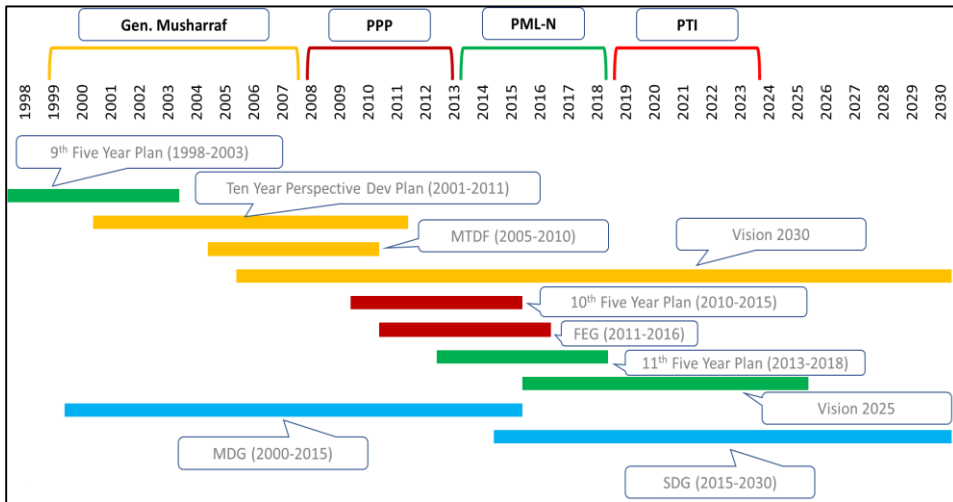 Gen. Musharraf PPP PML-N PTI
1998 1999 2000 2001 2002 2003 2004 2005 2006 2007 2008 2009 2010 2011 2012 2013 2014 2015 2016 2017 2018 2019 2020 2021 2022 2023 2024 2025 2026 2027 2028 2029 2030
9th Five Year Plan (1998-2003)
Ten Year Perspective Dev Plan (2001-2011)
MTDF (2005-2010)
Vision 2030
10th Five Year Plan (2010-2015)
FEG (2011-2016)
11th Five Year Plan (2013-2018)
Vision 2025
MDG (2000-2015)
SDG (2015-2030)